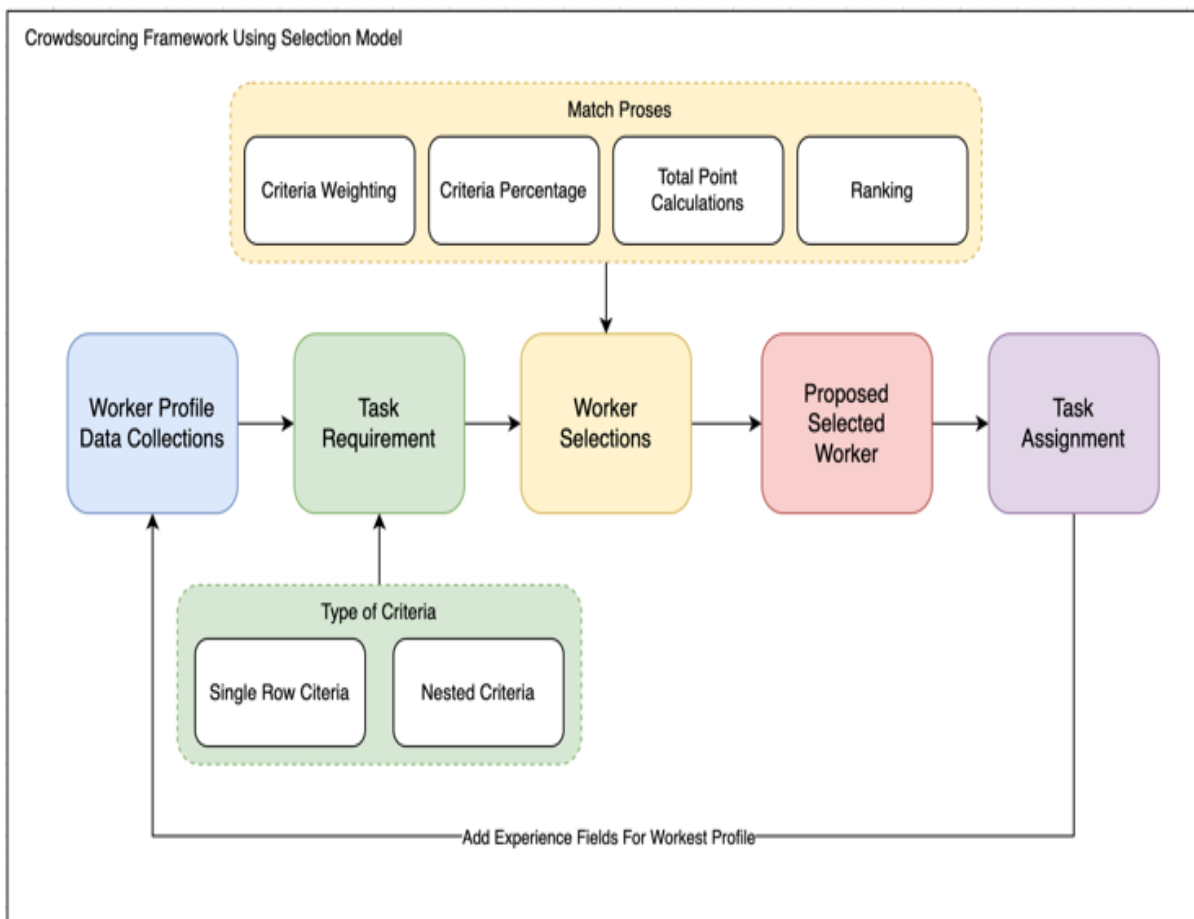 Crowdsourcing Framework Using Selection Model
Match Proses
Criteria Weighting
Criteria Percentage
Total Point
Calculations
Ranking
Worker Profile
Data Collections
Task
Requirement
Worker
Selections
Proposed
Selected
Worker
Task
Assignment
Type of Criteria
Single Row Citeria
Nested Criteria
Add Experience Fields For Workest Profile